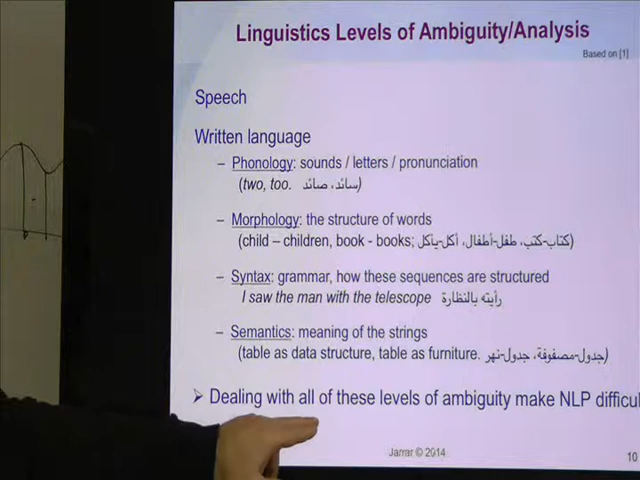 Linguistics Levels of Ambiguity/Analysis
Based on [1]
Speech
Written language
– Phonology: sounds / letters / pronunciation
(two, too. سائد، صائد)
– Morphology: the structure of words
(child – children, book - books; كتاب-كتب، طفل-أطفال، أكل-يأكل)
– Syntax: grammar, how these sequences are structured
I saw the man with the telescope رأيته بالنظارة
– Semantics: meaning of the strings
(table as data structure, table as furniture. جدول-مصفوفة، جدول-نهر)
➢ Dealing with all of these levels of ambiguity make NLP difficul
Jarrar © 2014
10